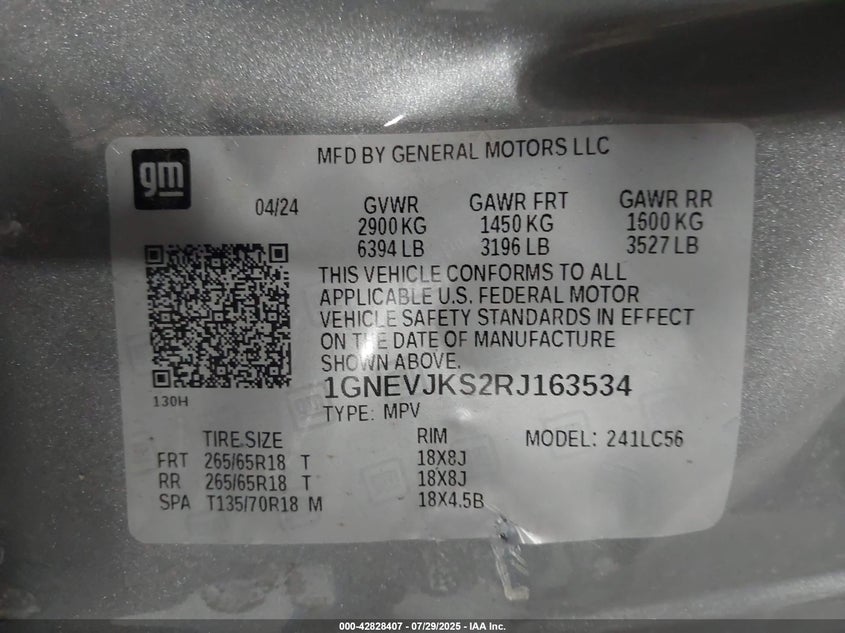 gm
MFD BY GENERAL MOTORS LLC
04/24 GVWR GAWR FRT GAWR RR
2900 KG 1450 KG 1600 KG
6394 LB 3196 LB 3527 LB
THIS VEHICLE CONFORMS TO ALL
APPLICABLE U.S. FEDERAL MOTOR
VEHICLE SAFETY STANDARDS IN EFFECT
ON THE DATE OF MANUFACTURE
SHOWN ABOVE.
130H
1GNEVJKS2RJ163534
TYPE: MPV
TIRE SIZE RIM MODEL: 241LC56
FRT 265/65R18 T 18X8J
RR 265/65R18 T 18X8J
SPA T135/70R18 M 18X4.5B
000-42828407 / 07/29/2025 - IAA Inc.